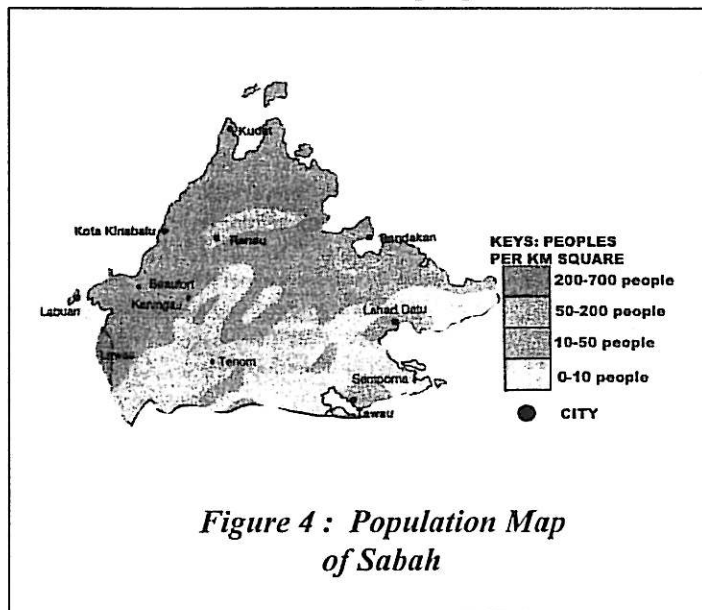 Kudat
Kota Kinabalu
Ranau
Sandakan
KEYS: PEOPLES
PER KM SQUARE
200-700 people
50-200 people
10-50 people
0-10 people
CITY
Beaufort
Keningau
Labuan
Lahad Datu
Lawas
Tenom
Semporna
Tawau
Figure 4 : Population Map
of Sabah